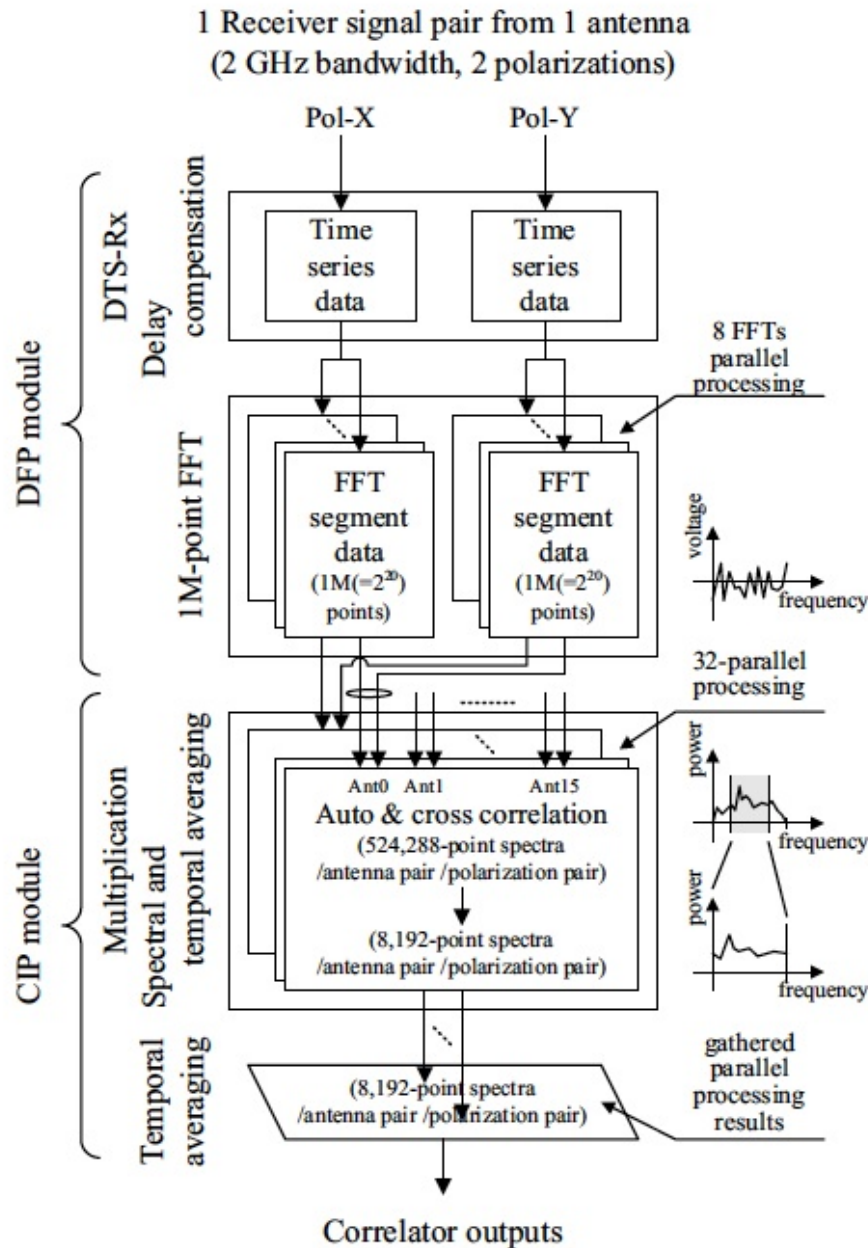 1 Receiver signal pair from 1 antenna
(2 GHz bandwidth, 2 polarizations)
Pol-X
Pol-Y
DFP module
DTS-Rx
Delay
compensation
Time
series
data
Time
series
data
8 FFTs
parallel
processing
1M-point FFT
FFT
segment
data
(1M(=2²⁰)
points)
FFT
segment
data
(1M(=2²⁰)
points)
voltage
frequency
32-parallel
processing
CIP module
Multiplication
Spectral and
temporal averaging
Ant0
Ant1
Ant15
Auto & cross correlation
(524,288-point spectra
/antenna pair /polarization pair)
(8,192-point spectra
/antenna pair /polarization pair)
power
frequency
power
frequency
Temporal
averaging
(8,192-point spectra
/antenna pair /polarization pair)
gathered
parallel
processing
results
Correlator outputs